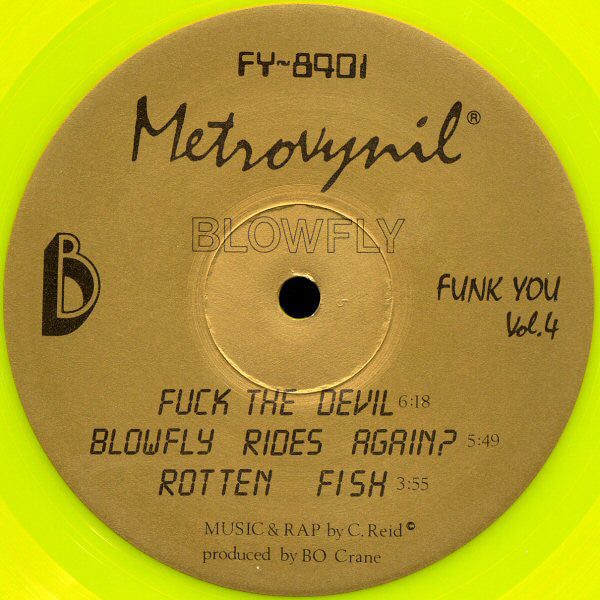 FY~8401
Metrovynil®
BLOWFLY
B
FUNK YOU
Vol.4
FUCK THE DEVIL 6:18
BLOWFLY RIDES AGAIN? 5:49
ROTTEN FISH 3:55
MUSIC & RAP by C. Reid ©
produced by BO Crane